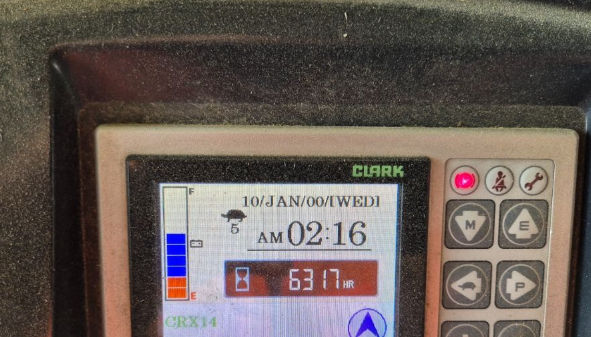 CLARK
F
10/JAN/00/[WED]
5
AM 02:16
6317 HR
E
CRX14
M
E
P